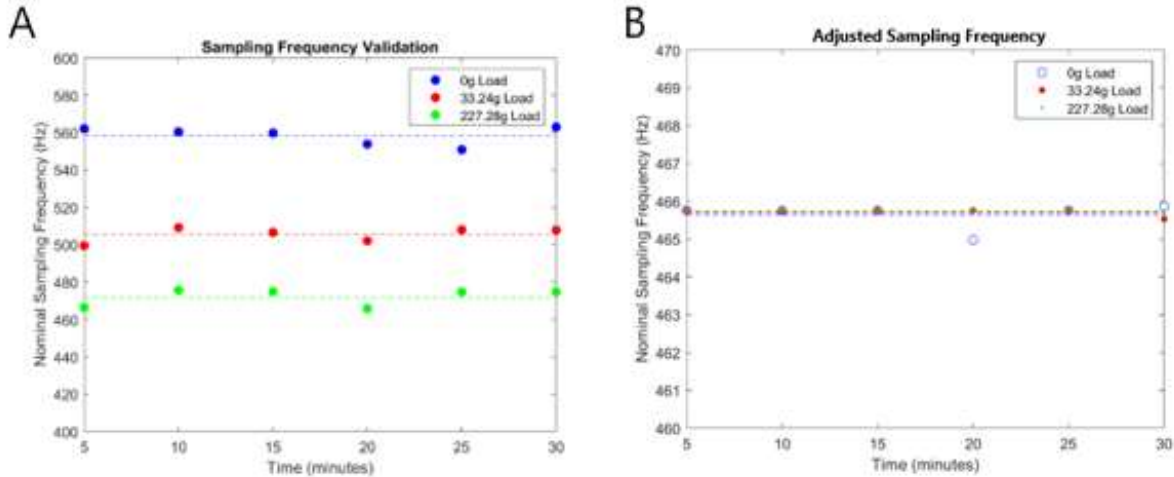 A
Sampling Frequency Validation
Nominal Sampling Frequency (Hz)
600
580
560
540
520
500
480
460
440
420
400
0g Load
33.24g Load
227.28g Load
5
10
15
20
25
30
Time (minutes)
B
Adjusted Sampling Frequency
Nominal Sampling Frequency (Hz)
470
469
468
467
466
465
464
463
462
461
460
0g Load
33.24g Load
227.28g Load
5
10
15
20
25
30
Time (minutes)